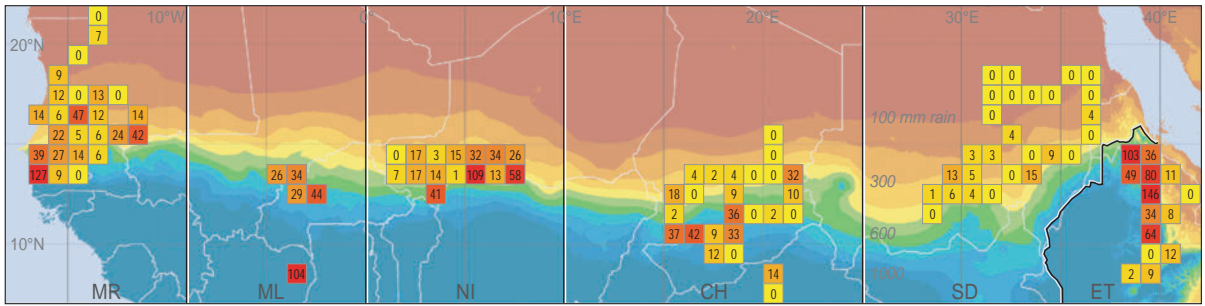 0 10°W 0° 10°E 20°E 30°E 40°E
7
20°N
0
9 0 0 0 0
12 0 13 0 0 0 0 0 0
14 6 47 12 14 100 mm rain 0 4
22 5 6 24 42 0 4 0
39 27 14 6 0 17 3 15 32 34 26 0 3 3 0 9 0 103 36
127 9 0 26 34 7 17 14 1 109 13 58 4 2 4 0 0 32 300 13 5 0 15 49 80 11
29 44 41 18 0 9 10 1 6 4 0 146 0
2 36 0 2 0 0 34 8
10°N 37 42 9 33 600 64
12 0 0 12
104 14 1000 2 9
MR ML NI CH 0 SD ET